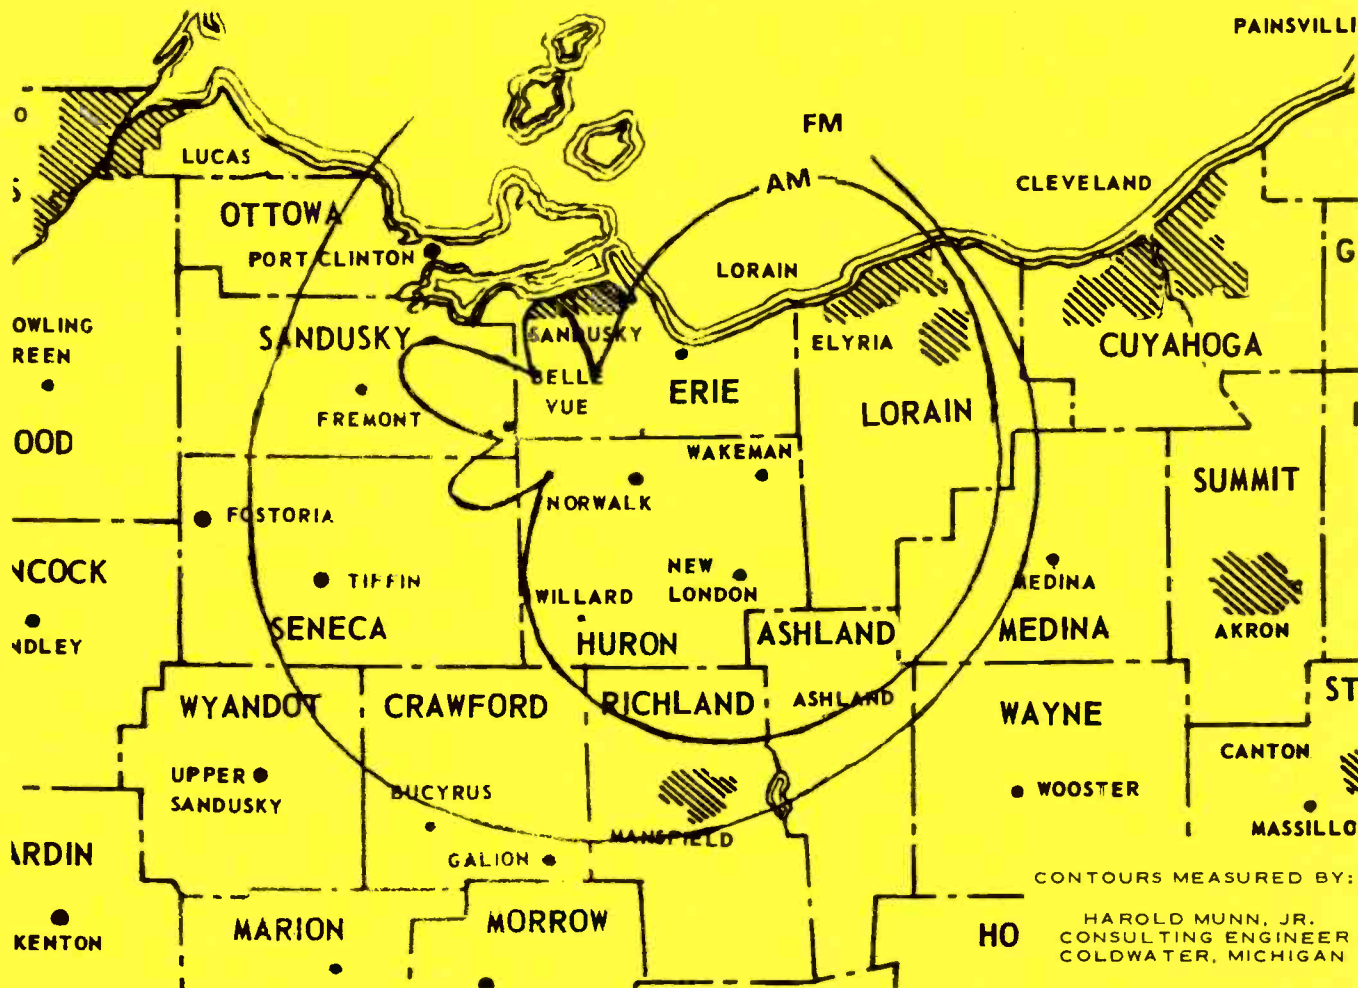 PAINSVILLI
FM
O
LUCAS
AM
CLEVELAND
S
OTTOWA
PORT CLINTON
LORAIN
G
OWLING
REEN
SANDUSKY
SANDUSKY
ELYRIA
CUYAHOGA
BELLE
VUE
ERIE
FREMONT
LORAIN
OOD
WAKEMAN
SUMMIT
NORWALK
FOSTORIA
NCOCK
TIFFIN
NEW
LONDON
MEDINA
WILLARD
NDLEY
SENECA
HURON
ASHLAND
MEDINA
AKRON
WYANDOT
CRAWFORD
RICHLAND
ASHLAND
WAYNE
ST
UPPER
SANDUSKY
BUCYRUS
CANTON
WOOSTER
MANSFIELD
MASSILLO
ARDIN
GALION
CONTOURS MEASURED BY:
KENTON
MARION
MORROW
HO
HAROLD MUNN, JR.
CONSULTING ENGINEER
COLDWATER, MICHIGAN